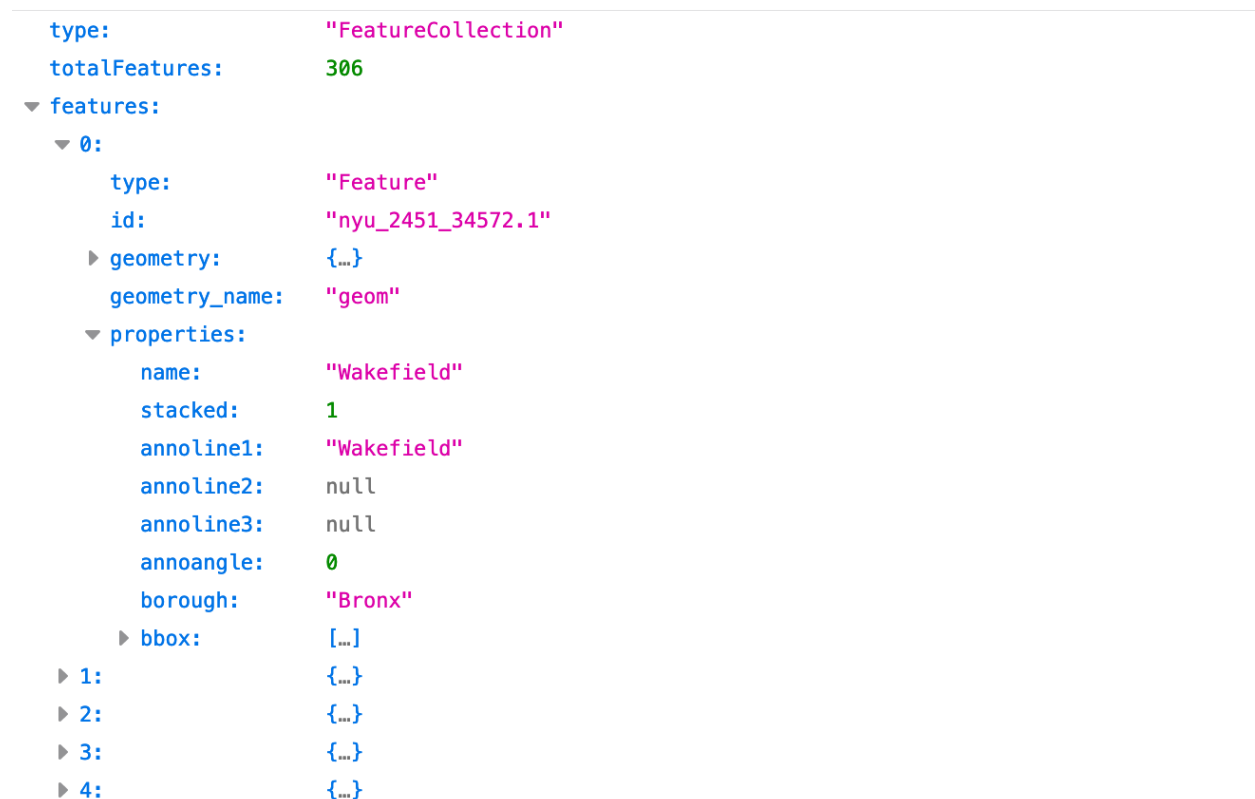 type: "FeatureCollection"
totalFeatures: 306
features:
0:
type: "Feature"
id: "nyu_2451_34572.1"
geometry: {…}
geometry_name: "geom"
properties:
name: "Wakefield"
stacked: 1
annoline1: "Wakefield"
annoline2: null
annoline3: null
annoangle: 0
borough: "Bronx"
bbox: […]
1: {…}
2: {…}
3: {…}
4: {…}